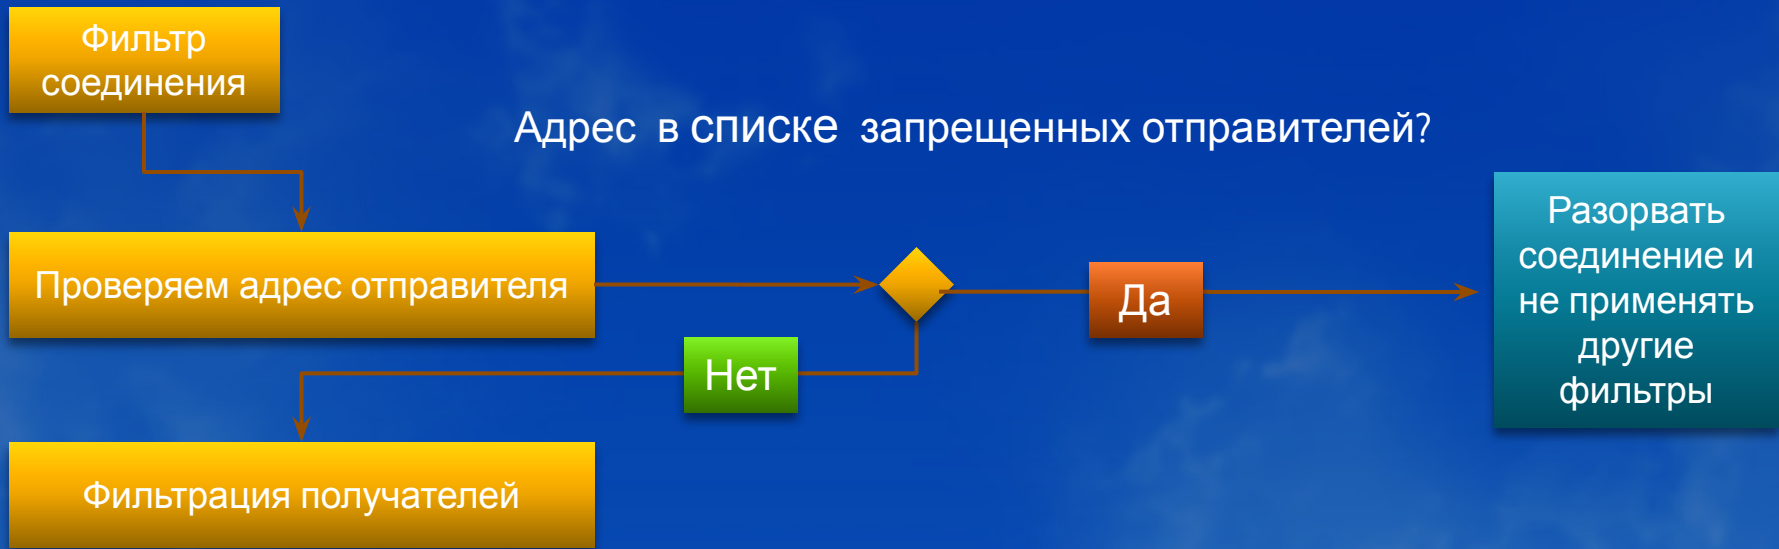 Фильтр
соединения
Адрес в списке запрещенных отправителей?
Проверяем адрес отправителя
Да
Разорвать
соединение и
не применять
другие
фильтры
Нет
Фильтрация получателей